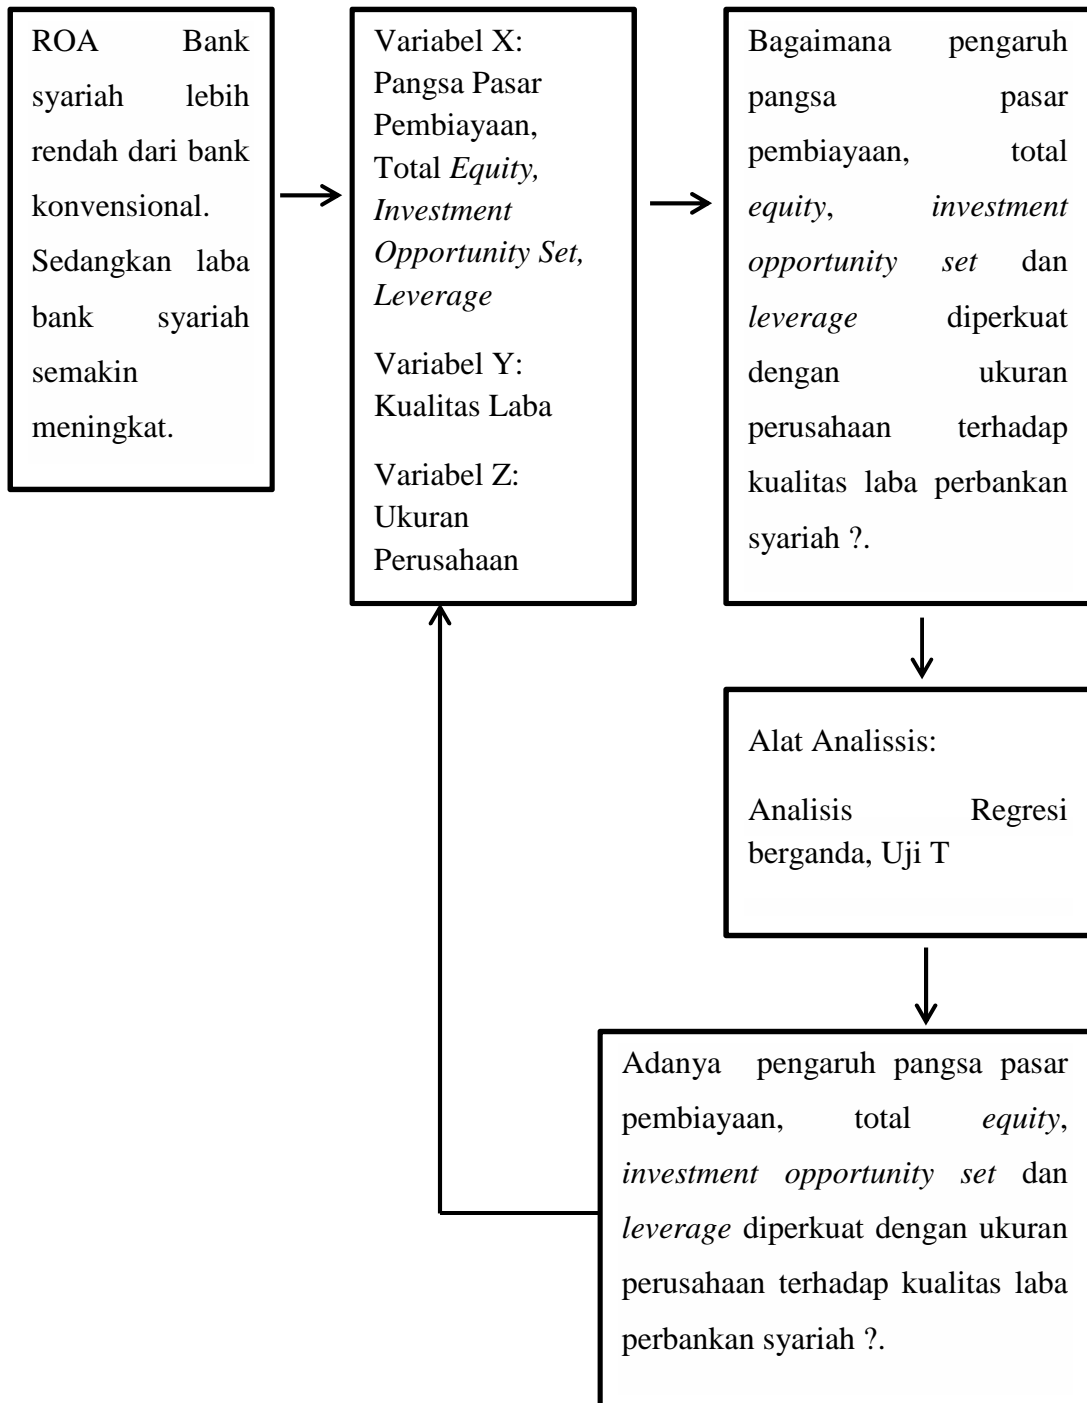 ROA Bank
syariah lebih
rendah dari bank
konvensional.
Sedangkan laba
bank syariah
semakin
meningkat.
Variabel X:
Pangsa Pasar
Pembiayaan,
Total Equity,
Investment
Opportunity Set,
Leverage
Variabel Y:
Kualitas Laba
Variabel Z:
Ukuran
Perusahaan
Bagaimana pengaruh
pangsa pasar
pembiayaan, total
equity, investment
opportunity set dan
leverage diperkuat
dengan ukuran
perusahaan terhadap
kualitas laba perbankan
syariah ?.
Alat Analissis:
Analisis Regresi
berganda, Uji T
Adanya pengaruh pangsa pasar
pembiayaan, total equity,
investment opportunity set dan
leverage diperkuat dengan ukuran
perusahaan terhadap kualitas laba
perbankan syariah ?.